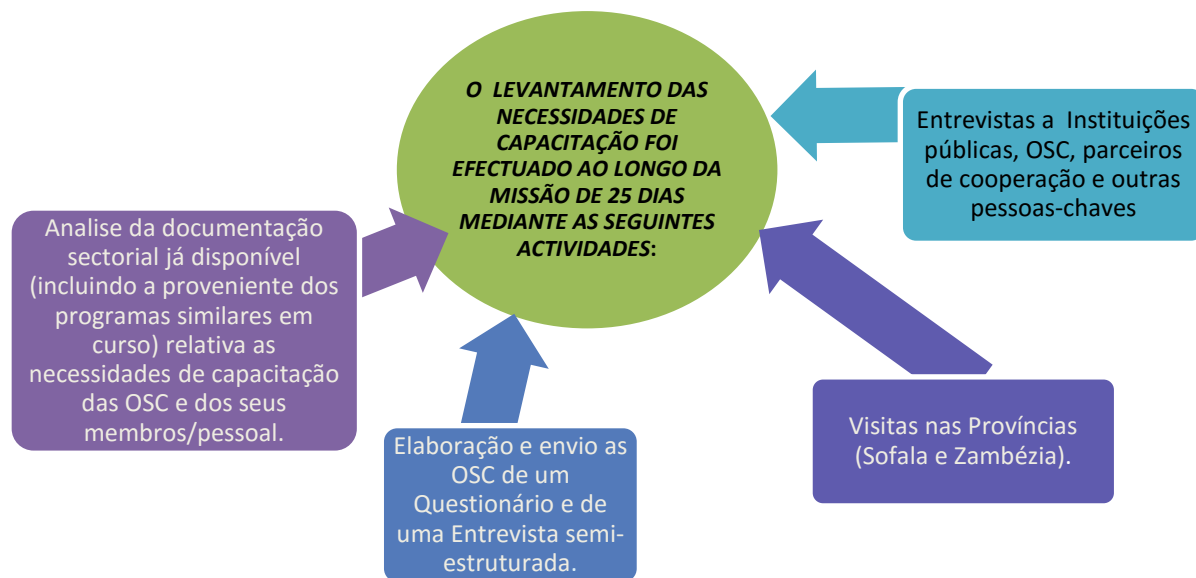 O LEVANTAMENTO DAS
NECESSIDADES DE
CAPACITAÇÃO FOI
EFECTUADO AO LONGO DA
MISSÃO DE 25 DIAS
MEDIANTE AS SEGUINTES
ACTIVIDADES:
Analise da documentação
sectorial já disponível
(incluindo a proveniente dos
programas similares em
curso) relativa as
necessidades de capacitação
das OSC e dos seus
membros/pessoal.
Elaboração e envio as
OSC de um
Questionário e de
uma Entrevista semi-
estruturada.
Visitas nas Províncias
(Sofala e Zambézia).
Entrevistas a Instituições
públicas, OSC, parceiros
de cooperação e outras
pessoas-chaves